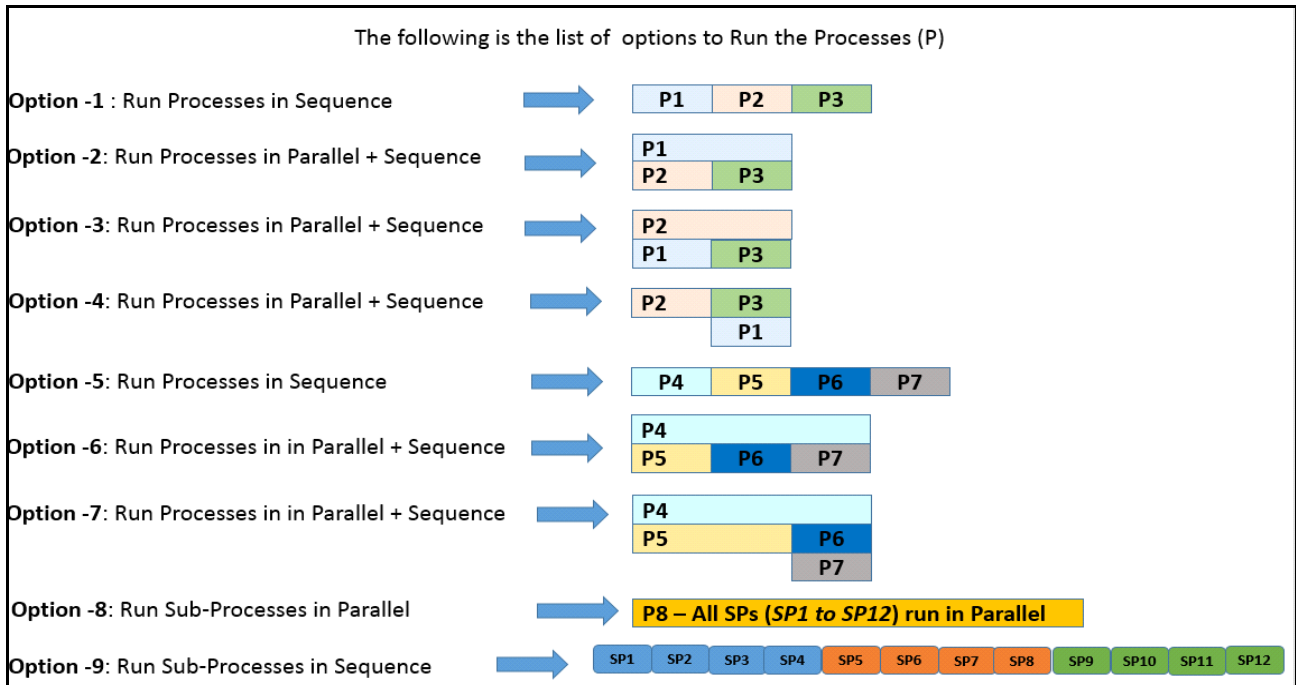 The following is the list of options to Run the Processes (P)
Option -1 : Run Processes in Sequence
P1 P2 P3
Option -2: Run Processes in Parallel + Sequence
P1
P2 P3
Option -3: Run Processes in Parallel + Sequence
P2
P1 P3
Option -4: Run Processes in Parallel + Sequence
P2 P3
P1
Option -5: Run Processes in Sequence
P4 P5 P6 P7
Option -6: Run Processes in in Parallel + Sequence
P4
P5 P6 P7
Option -7: Run Processes in in Parallel + Sequence
P4
P5 P6
P7
Option -8: Run Sub-Processes in Parallel
P8 – All SPs (SP1 to SP12) run in Parallel
Option -9: Run Sub-Processes in Sequence
SP1 SP2 SP3 SP4 SP5 SP6 SP7 SP8 SP9 SP10 SP11 SP12